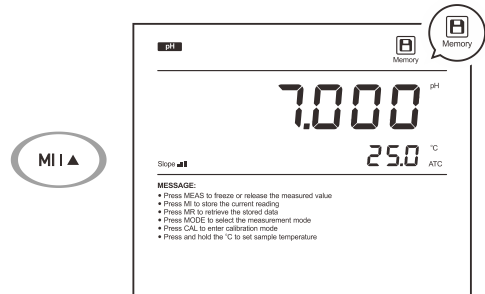 pH
Memory
Memory
7.000 pH
25.0 °C
Slope ATC
MI I ▲
MESSAGE:
• Press MEAS to freeze or release the measured value
• Press MI to store the current reading
• Press MR to retrieve the stored data
• Press MODE to select the measurement mode
• Press CAL to enter calibration mode
• Press and hold the °C to set sample temperature